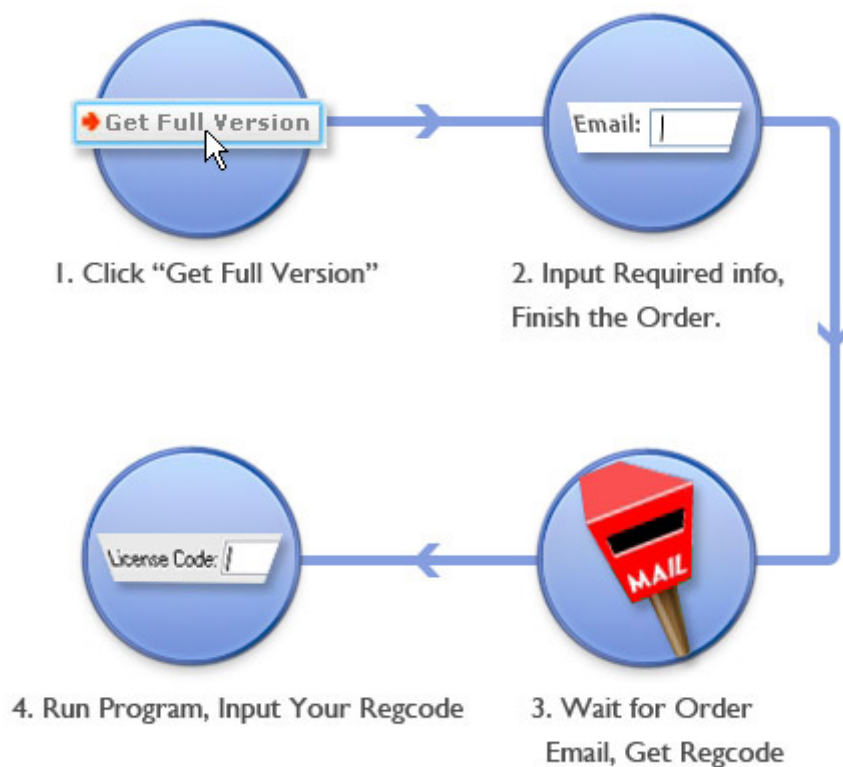 Get Full Version
Email:
1. Click “Get Full Version”
2. Input Required info,
Finish the Order.
License Code:
MAIL
4. Run Program, Input Your Regcode
3. Wait for Order
Email, Get Regcode